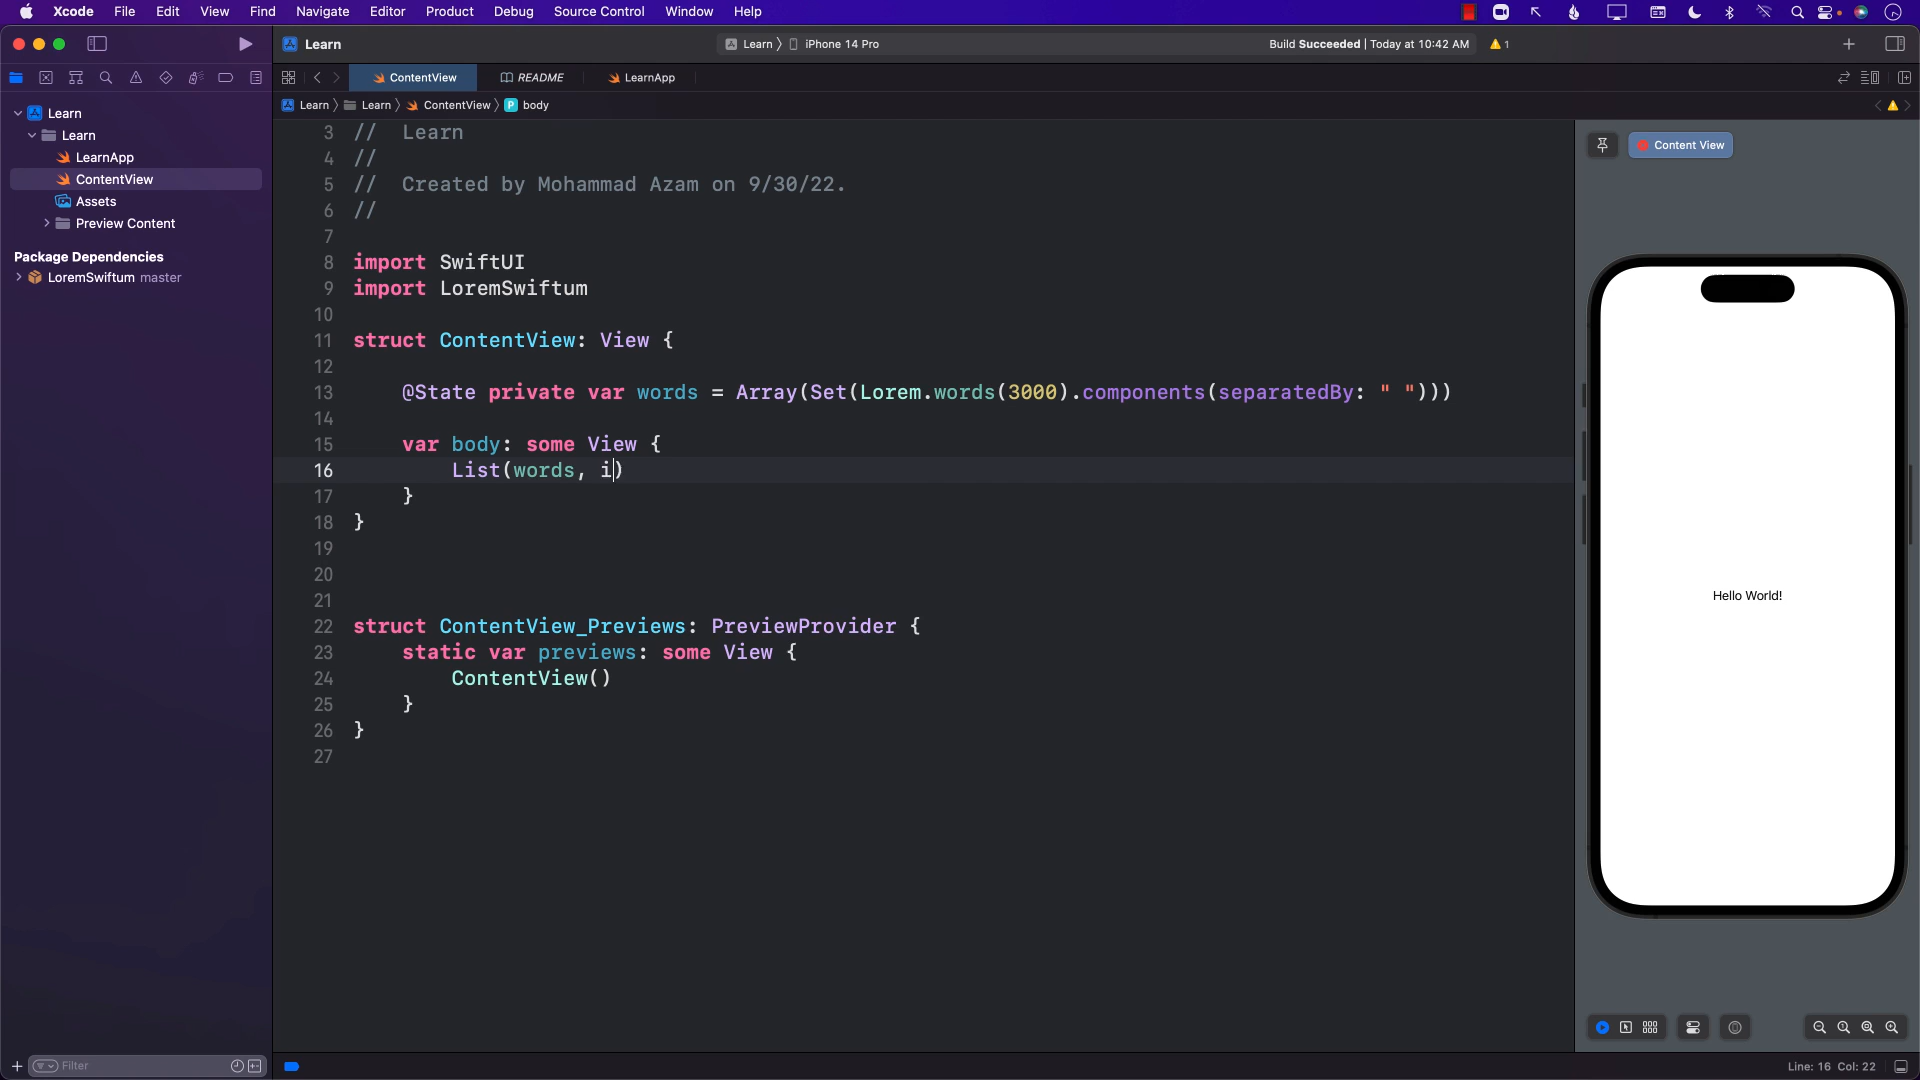 Xcode File Edit View Find Navigate Editor Product Debug Source Control Window Help
Learn
Learn 〉 iPhone 14 Pro
Build Succeeded | Today at 10:42 AM
1
ContentView
README
LearnApp
Learn 〉 Learn 〉 ContentView 〉 P body
Learn
Learn
LearnApp
ContentView
Assets
Preview Content
Package Dependencies
LoremSwiftum master
Filter
3 //  Learn
4 //
5 //  Created by Mohammad Azam on 9/30/22.
6 //
7
8 import SwiftUI
9 import LoremSwiftum
10
11 struct ContentView: View {
12
13     @State private var words = Array(Set(Lorem.words(3000).components(separatedBy: " ")))
14
15     var body: some View {
16         List(words, i)
17     }
18 }
19
20
21
22 struct ContentView_Previews: PreviewProvider {
23     static var previews: some View {
24         ContentView()
25     }
26 }
27
Content View
Hello World!
Line: 16 Col: 22